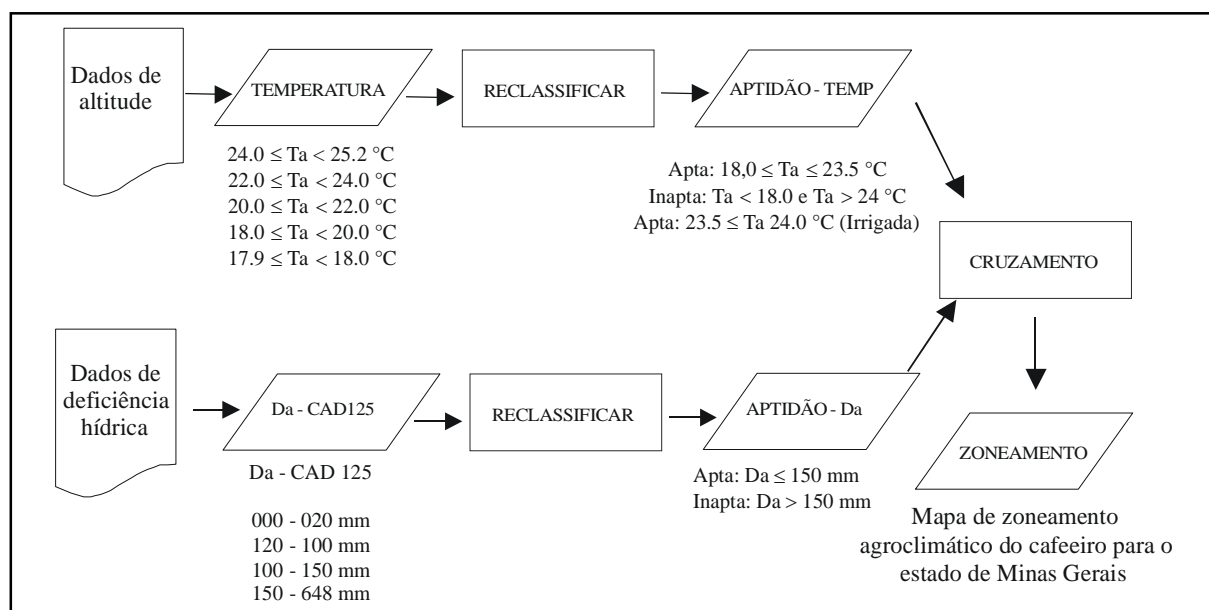 Dados de
altitude
TEMPERATURA
RECLASSIFICAR
APTIDÃO - TEMP
24.0 ≤ Ta < 25.2 °C
22.0 ≤ Ta < 24.0 °C
20.0 ≤ Ta < 22.0 °C
18.0 ≤ Ta < 20.0 °C
17.9 ≤ Ta < 18.0 °C
Apta: 18,0 ≤ Ta ≤ 23.5 °C
Inapta: Ta < 18.0 e Ta > 24 °C
Apta: 23.5 ≤ Ta 24.0 °C (Irrigada)
CRUZAMENTO
Dados de
deficiência
hídrica
Da - CAD125
RECLASSIFICAR
APTIDÃO - Da
Da - CAD 125
000 - 020 mm
120 - 100 mm
100 - 150 mm
150 - 648 mm
Apta: Da ≤ 150 mm
Inapta: Da > 150 mm
ZONEAMENTO
Mapa de zoneamento
agroclimático do cafeeiro para o
estado de Minas Gerais